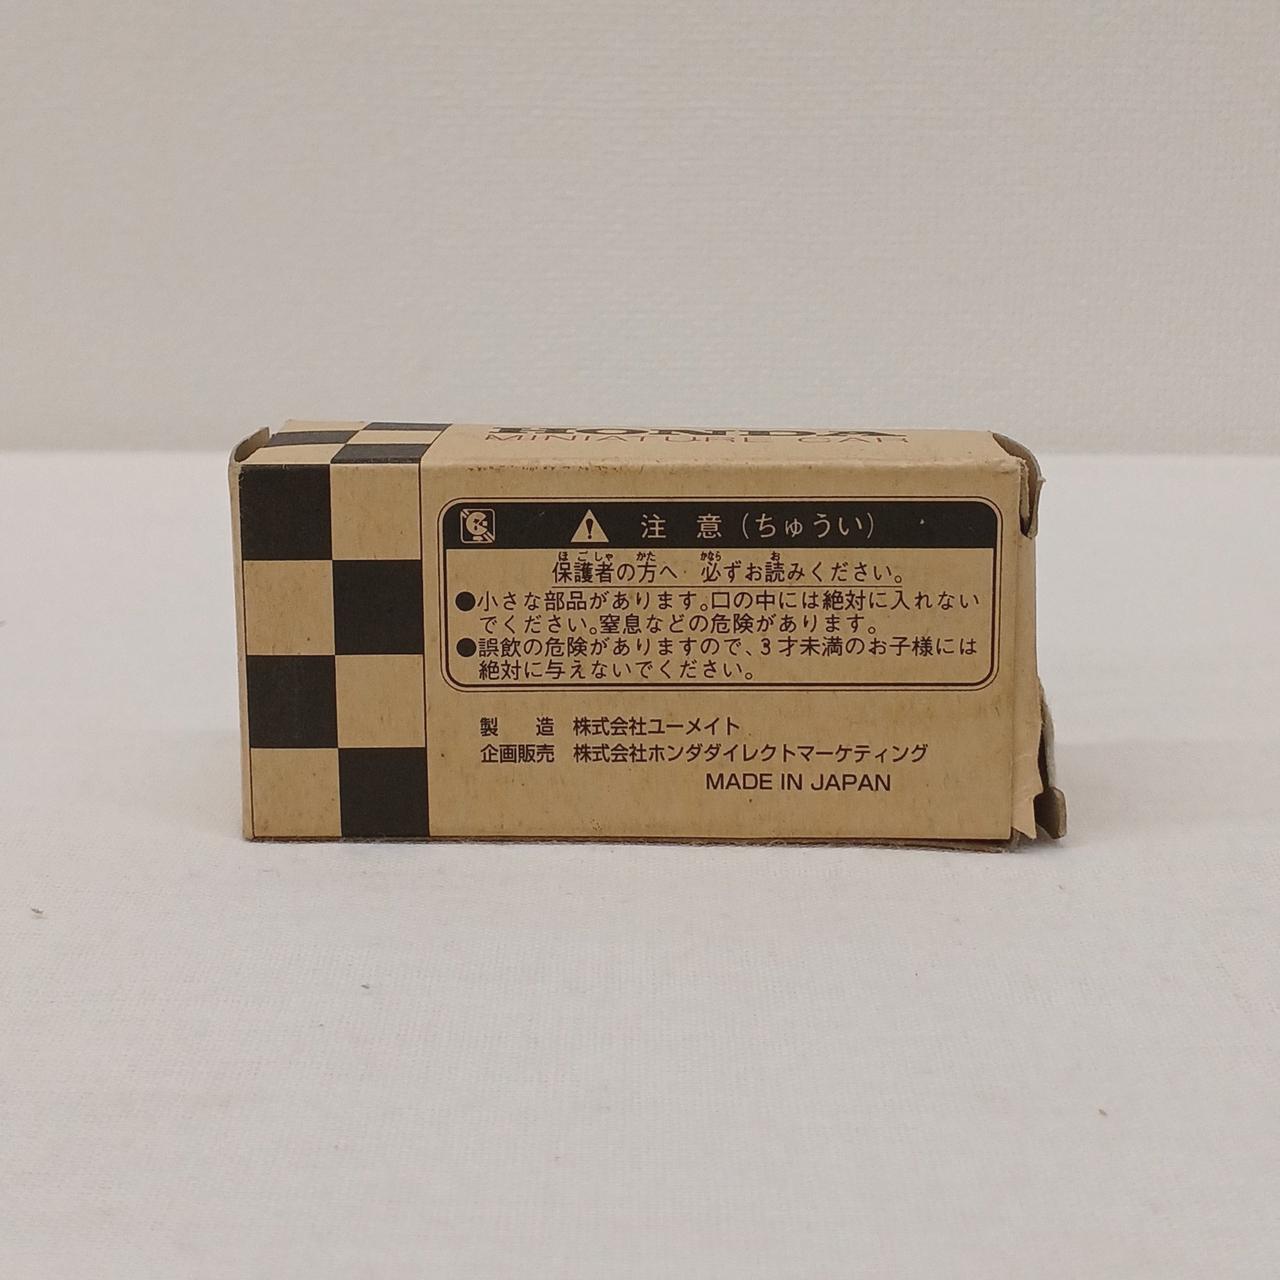 HONDA
MINIATURE CAR
注 意(ちゅうい)
ほごしゃ かた かなら お
保護者の方へ 必ずお読みください。
●小さな部品があります。口の中には絶対に入れない
でください。窒息などの危険があります。
●誤飲の危険がありますので、3才未満のお子様には
絶対に与えないでください。
製 造 株式会社ユーメイト
企画販売 株式会社ホンダダイレクトマーケティング
MADE IN JAPAN